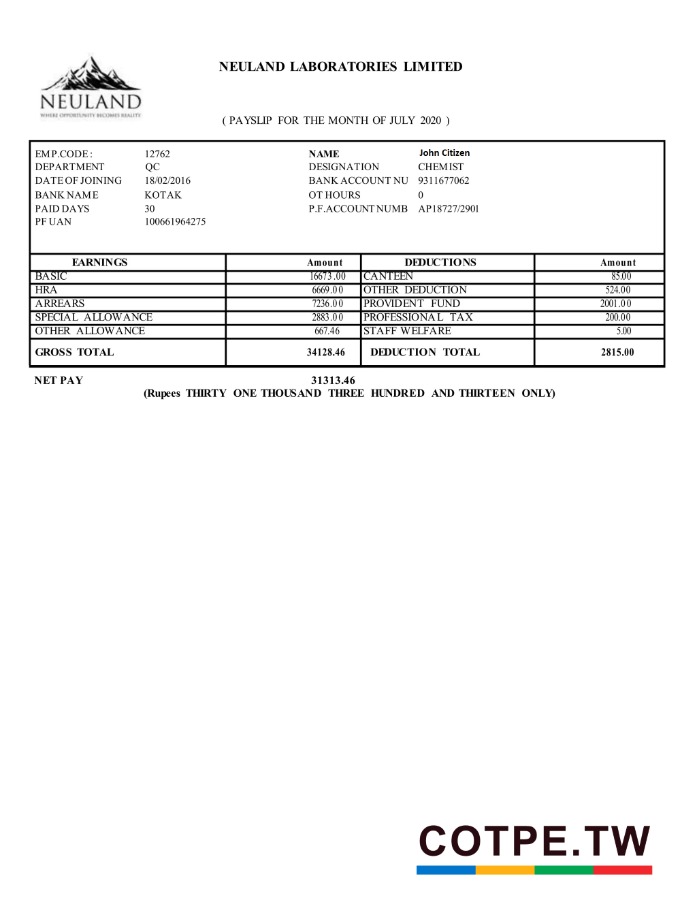 NEULAND LABORATORIES LIMITED
NEULAND
WHERE OPPORTUNITY BECOMES REALITY
( PAYSLIP FOR THE MONTH OF JULY 2020 )
EMP.CODE : 12762 NAME John Citizen
DEPARTMENT QC DESIGNATION CHEMIST
DATE OF JOINING 18/02/2016 BANK ACCOUNT NU 9311677062
BANK NAME KOTAK OT HOURS 0
PAID DAYS 30 P.F.ACCOUNT NUMB AP18727/2901
PF UAN 100661964275
EARNINGS Amount DEDUCTIONS Amount
BASIC 16673.00 CANTEEN 85.00
HRA 6669.00 OTHER DEDUCTION 524.00
ARREARS 7236.00 PROVIDENT FUND 2001.00
SPECIAL ALLOWANCE 2883.00 PROFESSIONAL TAX 200.00
OTHER ALLOWANCE 667.46 STAFF WELFARE 5.00
GROSS TOTAL 34128.46 DEDUCTION TOTAL 2815.00
NET PAY 31313.46
(Rupees THIRTY ONE THOUSAND THREE HUNDRED AND THIRTEEN ONLY)
COTPE.TW